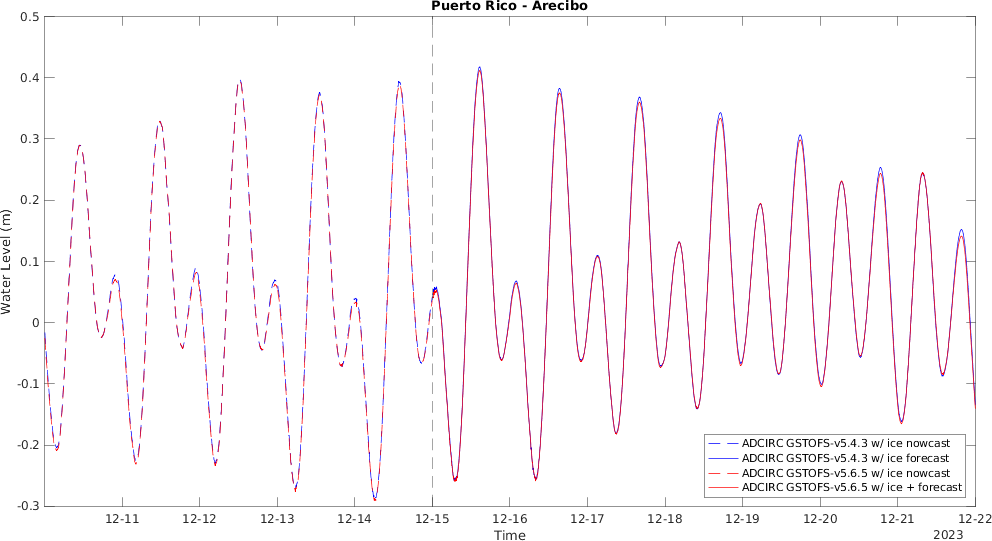 Puerto Rico - Arecibo
0.5
0.4
0.3
0.2
0.1
0
-0.1
-0.2
-0.3
Water Level (m)
ADCIRC GSTOFS-v5.4.3 w/ ice nowcast
ADCIRC GSTOFS-v5.4.3 w/ ice forecast
ADCIRC GSTOFS-v5.6.5 w/ ice nowcast
ADCIRC GSTOFS-v5.6.5 w/ ice + forecast
12-11 12-12 12-13 12-14 12-15 12-16 12-17 12-18 12-19 12-20 12-21 12-22
Time
2023